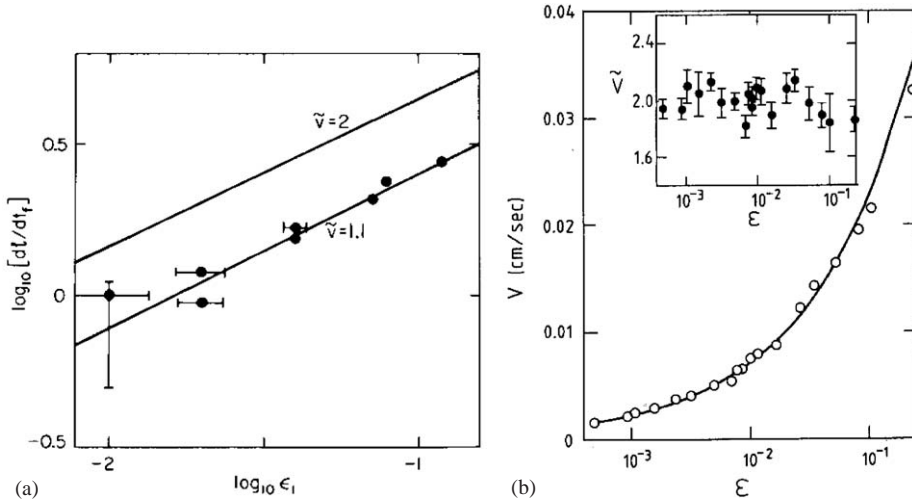 log₁₀ [dl/dt_f]
0.5
0
-0.5
ṽ=2
ṽ=1.1
-2
-1
log₁₀ ϵ₁
(a)
V (cm/sec)
0.04
0.03
0.02
0.01
0
10⁻³
10⁻²
10⁻¹
ε
ṽ
2.4
2.0
1.6
10⁻³
10⁻²
10⁻¹
ε
(b)